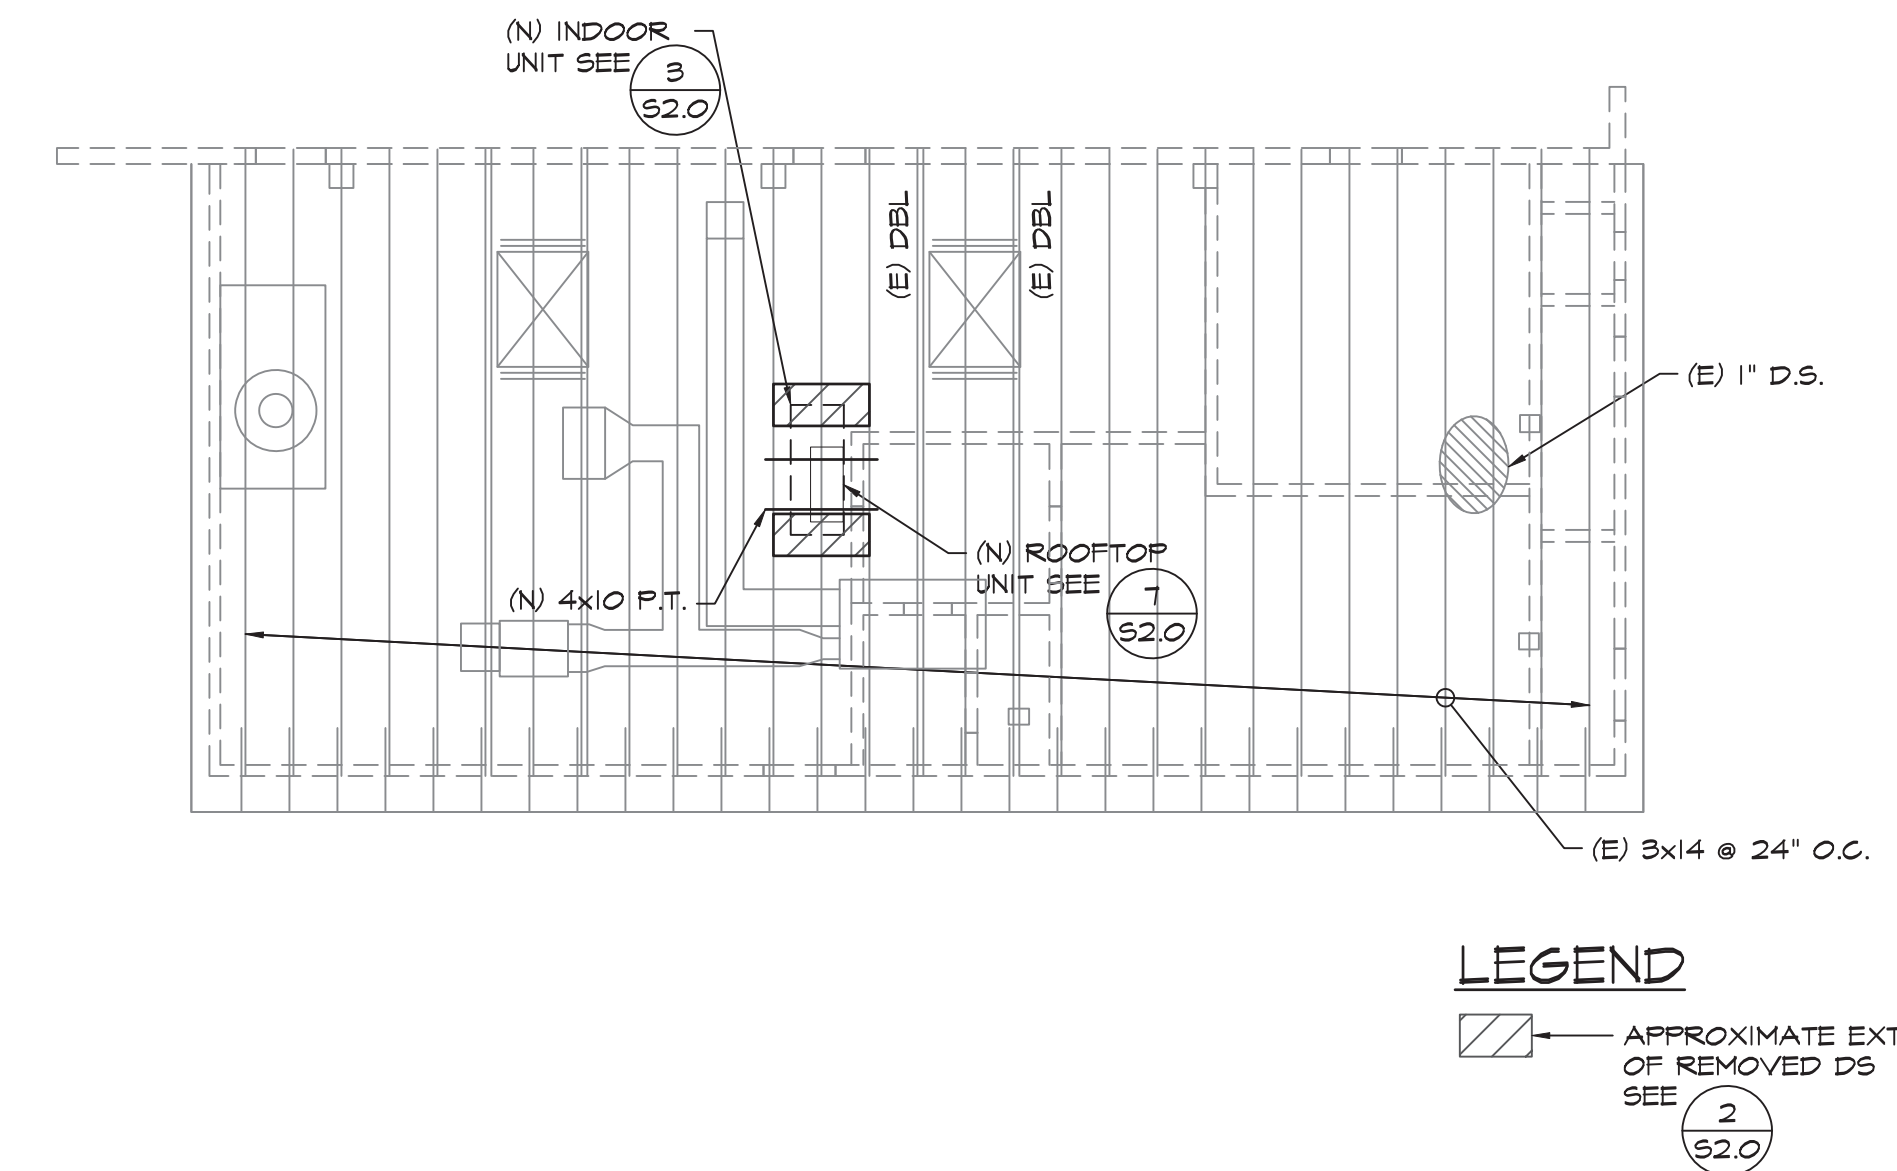 (N) INDOOR
UNIT SEE
3
S2.0
(E) DBL
(E) DBL
(E) 1" D.S.
(N) ROOFTOP
UNIT SEE
1
S2.0
(N) 4x10 P.T.
(E) 3x14 @ 24" O.C.
LEGEND
APPROXIMATE EXT
OF REMOVED DS
SEE
2
S2.0